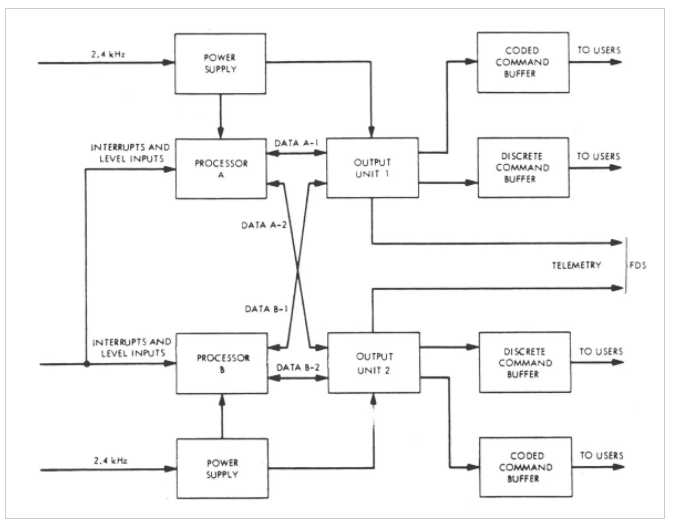 2.4 kHz
POWER
SUPPLY
CODED
COMMAND
BUFFER
TO USERS
INTERRUPTS AND
LEVEL INPUTS
PROCESSOR
A
DATA A-1
OUTPUT
UNIT 1
DISCRETE
COMMAND
BUFFER
TO USERS
DATA A-2
TELEMETRY
FDS
DATA B-1
INTERRUPTS AND
LEVEL INPUTS
PROCESSOR
B
DATA B-2
OUTPUT
UNIT 2
DISCRETE
COMMAND
BUFFER
TO USERS
2.4 kHz
POWER
SUPPLY
CODED
COMMAND
BUFFER
TO USERS